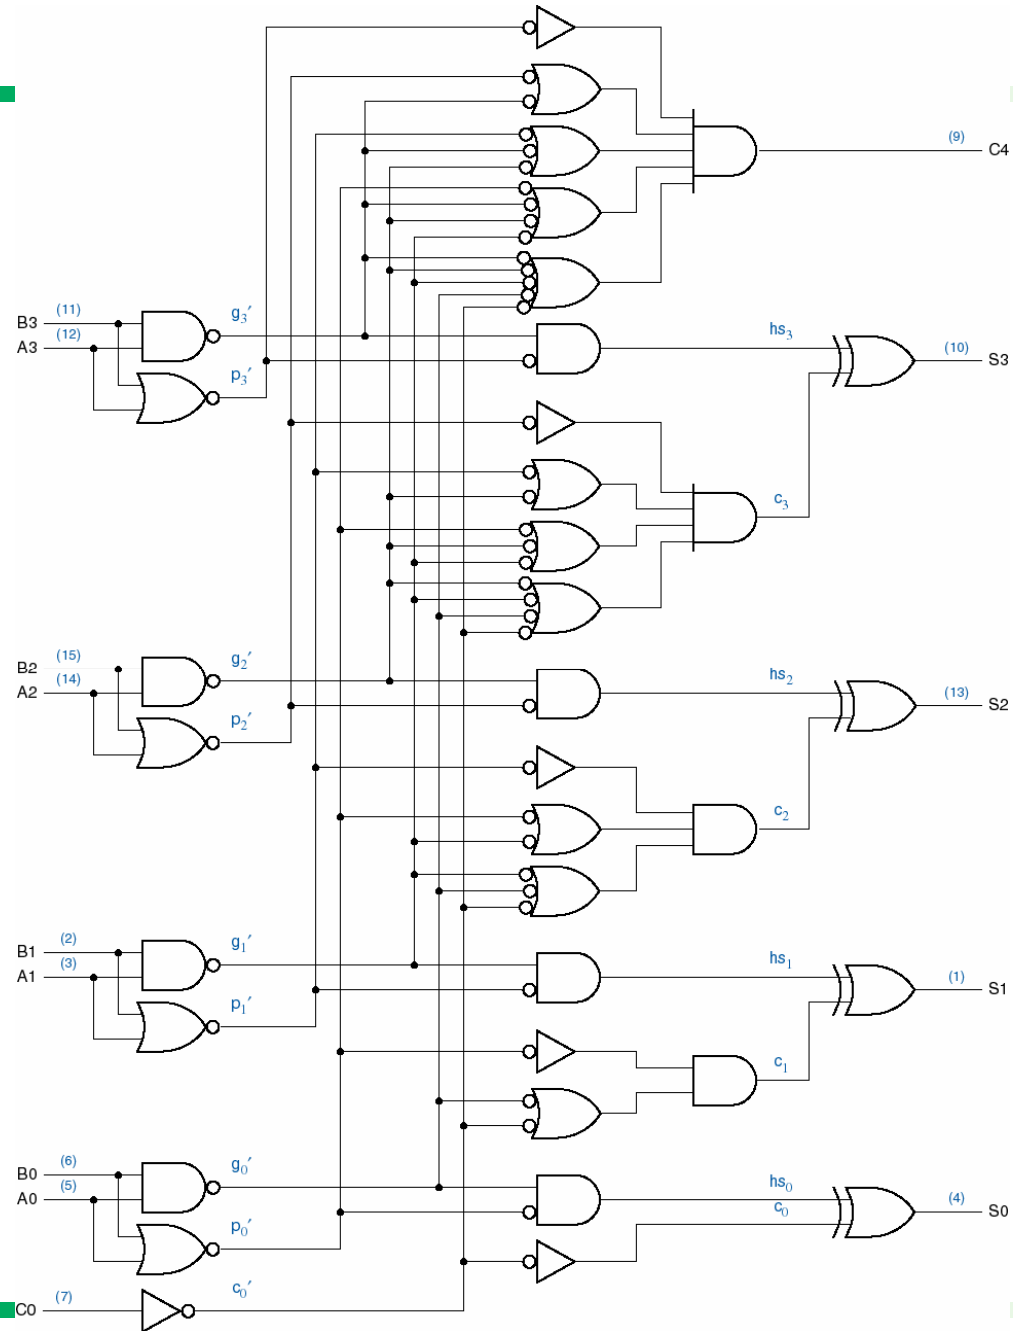 (9)
C4
(11)
B3
(12)
A3
g3′
p3′
hs3
(10)
S3
c3
(15)
B2
(14)
A2
g2′
p2′
hs2
(13)
S2
c2
(2)
B1
(3)
A1
g1′
p1′
hs1
(1)
S1
c1
(6)
B0
(5)
A0
g0′
p0′
hs0
c0
(4)
S0
(7)
C0
c0′